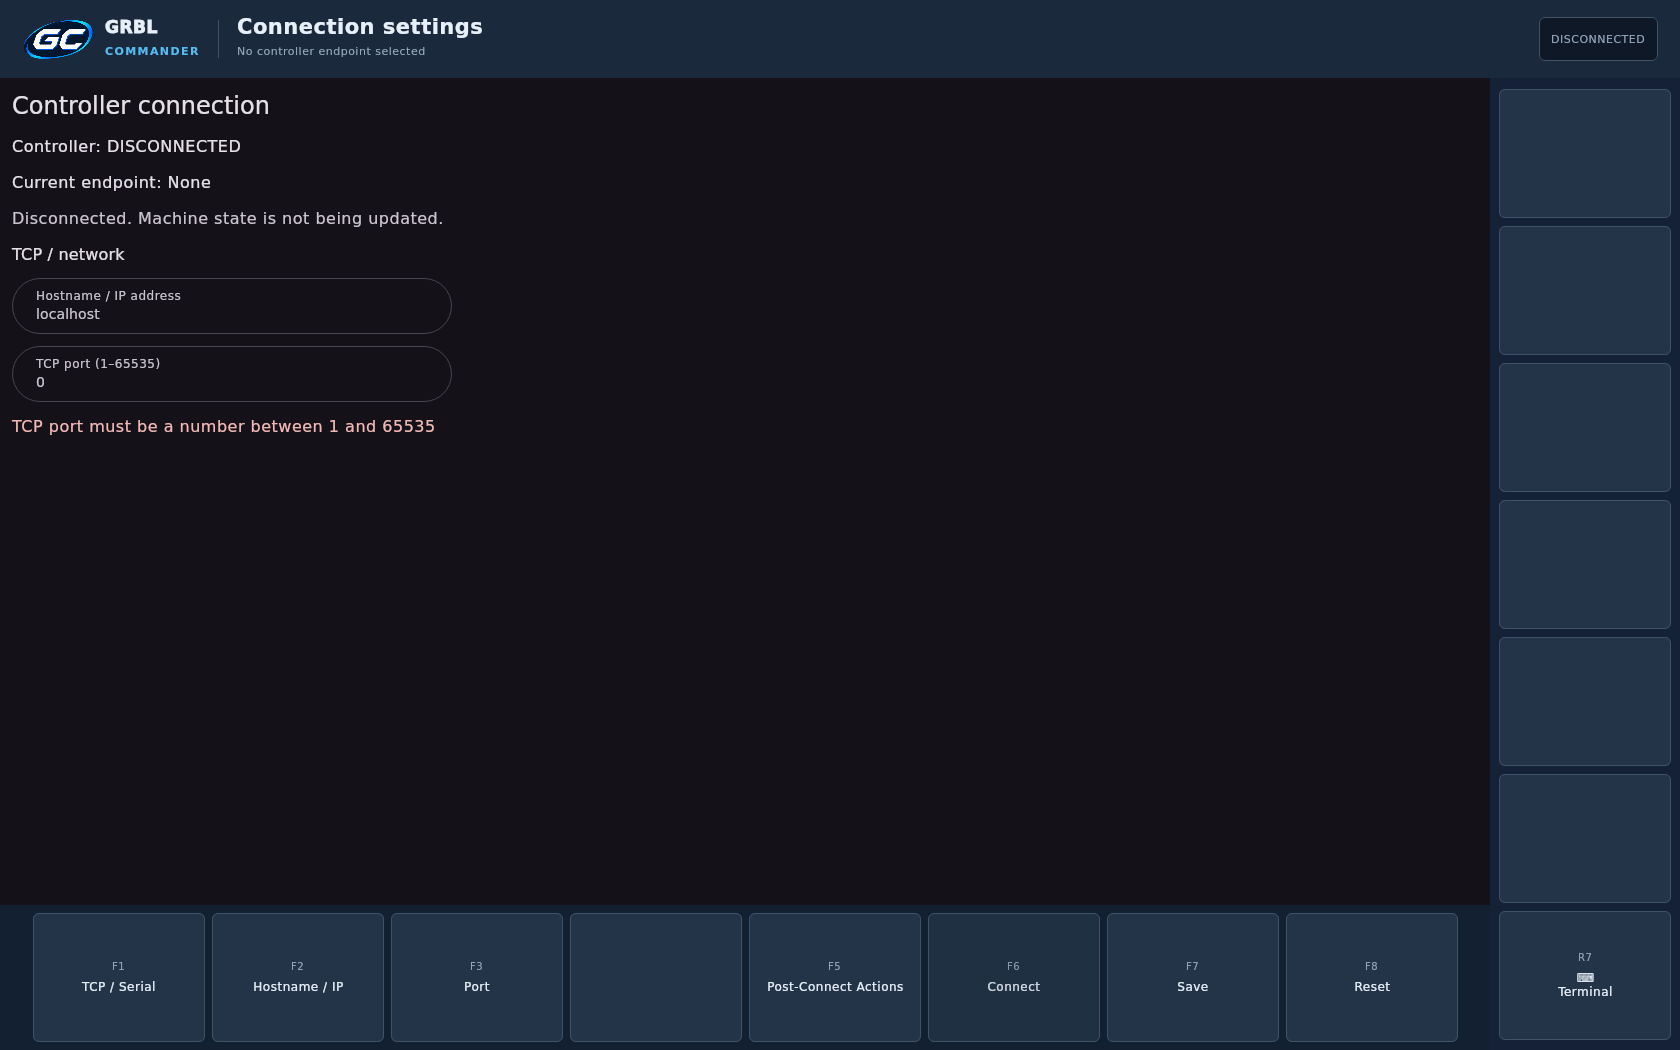 GC
GRBL
COMMANDER
Connection settings
No controller endpoint selected
DISCONNECTED
Controller connection
Controller: DISCONNECTED
Current endpoint: None
Disconnected. Machine state is not being updated.
TCP / network
Hostname / IP address
localhost
TCP port (1–65535)
0
TCP port must be a number between 1 and 65535
F1
TCP / Serial
F2
Hostname / IP
F3
Port
F5
Post-Connect Actions
F6
Connect
F7
Save
F8
Reset
R7
⌨
Terminal